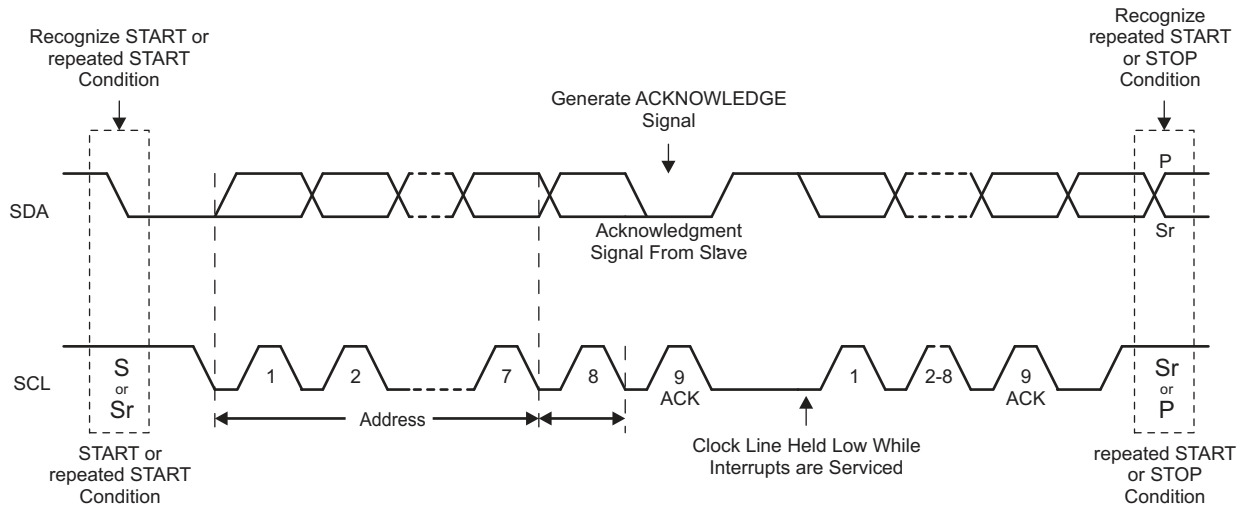 Recognize START or
repeated START
Condition
Recognize
repeated START
or STOP
Condition
Generate ACKNOWLEDGE
Signal
P
SDA
Acknowledgment
Signal From Slave
Sr
SCL
S
or
Sr
1
2
7
8
9
ACK
1
2-8
9
ACK
Sr
or
P
Address
START or
repeated START
Condition
Clock Line Held Low While
Interrupts are Serviced
repeated START
or STOP
Condition